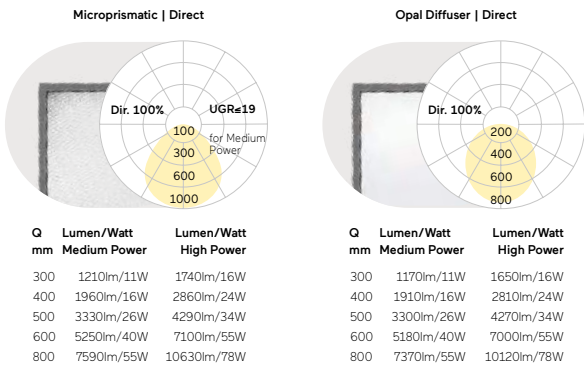 Microprismatic | Direct
Dir. 100%
UGR≤19
for Medium
Power
100
300
600
1000
Q Lumen/Watt Lumen/Watt
mm Medium Power High Power
300 1210lm/11W 1740lm/16W
400 1960lm/16W 2860lm/24W
500 3330lm/26W 4290lm/34W
600 5250lm/40W 7100lm/55W
800 7590lm/55W 10630lm/78W
Opal Diffuser | Direct
Dir. 100%
200
400
600
800
Q Lumen/Watt Lumen/Watt
mm Medium Power High Power
300 1170lm/11W 1650lm/16W
400 1910lm/16W 2810lm/24W
500 3300lm/26W 4270lm/34W
600 5180lm/40W 7000lm/55W
800 7370lm/55W 10120lm/78W